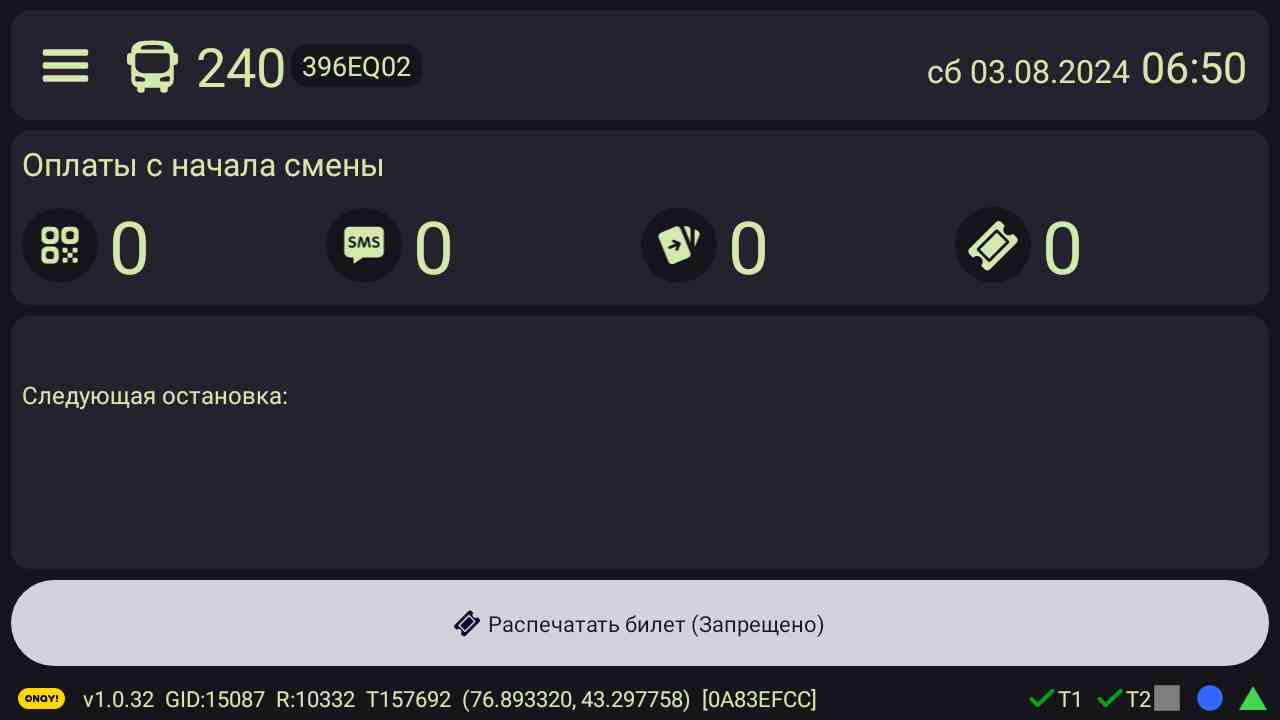 240 396EQ02 сб 03.08.2024 06:50
Оплаты с начала смены
0 SMS 0 0 0
Следующая остановка:
Распечатать билет (Запрещено)
ONAY! v1.0.32 GID:15087 R:10332 T157692 (76.893320, 43.297758) [0A83EFCC] T1 T2